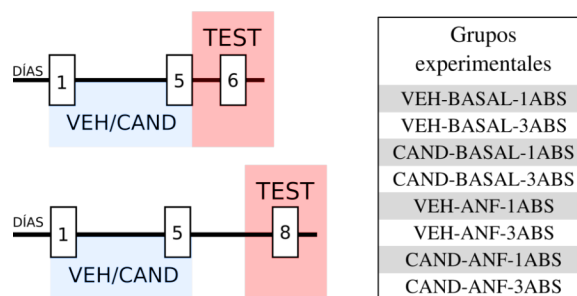 TEST
DÍAS
1
5
6
VEH/CAND
TEST
DÍAS
1
5
8
VEH/CAND
Grupos
experimentales
VEH-BASAL-1ABS
VEH-BASAL-3ABS
CAND-BASAL-1ABS
CAND-BASAL-3ABS
VEH-ANF-1ABS
VEH-ANF-3ABS
CAND-ANF-1ABS
CAND-ANF-3ABS